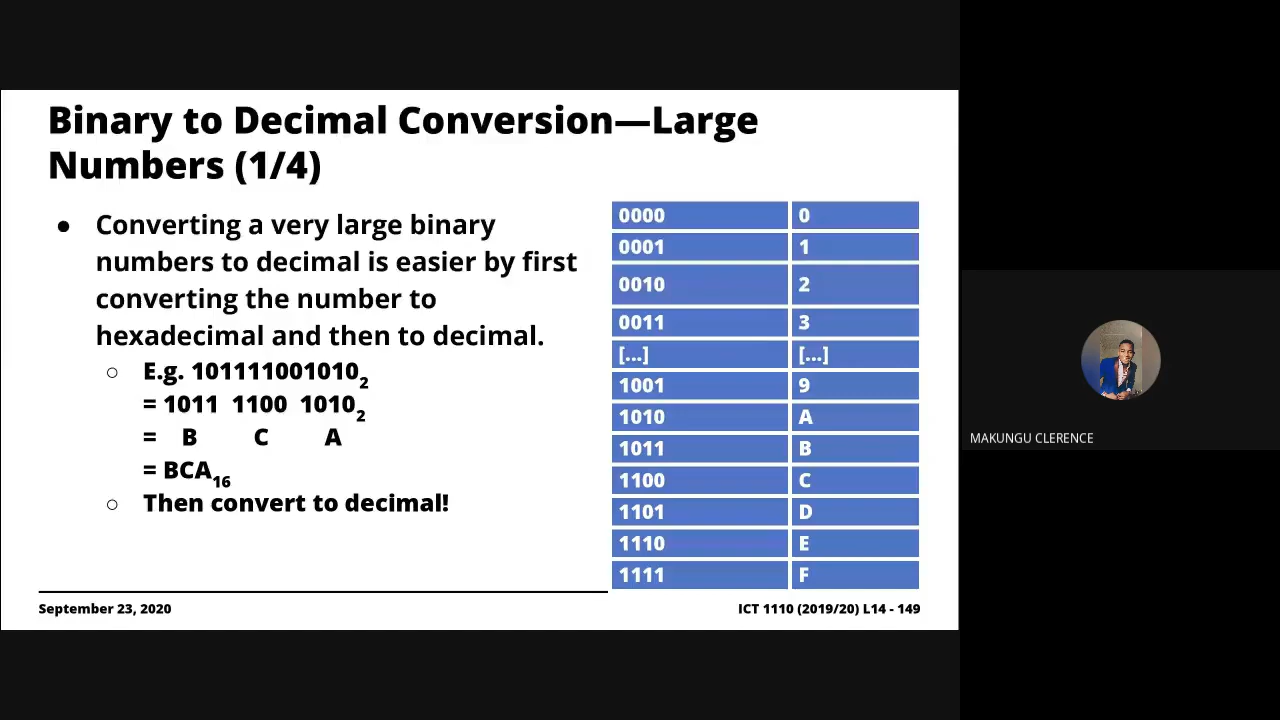 Binary to Decimal Conversion—Large
Numbers (1/4)
● Converting a very large binary
numbers to decimal is easier by first
converting the number to
hexadecimal and then to decimal.
○ E.g. 101111001010₂
= 1011 1100 1010₂
= B C A
= BCA₁₆
○ Then convert to decimal!
0000 0
0001 1
0010 2
0011 3
[...] [...]
1001 9
1010 A
1011 B
1100 C
1101 D
1110 E
1111 F
September 23, 2020
ICT 1110 (2019/20) L14 - 149
MAKUNGU CLERENCE